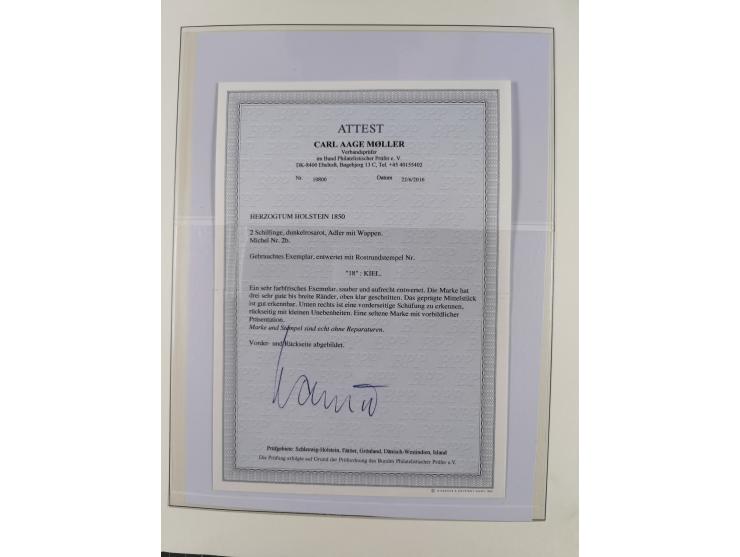 ATTEST
CARL AAGE MØLLER
Verbandsprüfer
im Bund Philatelistischer Prüfer e. V.
DK-8400 Ebeltoft, Bøgebjerg 13 C, Tel. +45 40155402
Nr. 10800 Datum 22/6/2016
HERZOGTUM HOLSTEIN 1850
2 Schillinge, dunkelrosarot, Adler mit Wappen.
Michel Nr. 2b.
Gebrauchtes Exemplar, entwertet mit Rostrundstempel Nr.
"18" : KIEL.
Ein sehr farbfrisches Exemplar, sauber und aufrecht entwertet. Die Marke hat
drei sehr gute bis breite Ränder, oben klar geschnitten. Das geprägte Mittelstück
ist gut erkennbar. Unten rechts ist eine vorderseitige Schüfung zu erkennen,
rückseitig mit kleinen Unebenheiten. Eine seltene Marke mit vorbildlicher
Präsentation.
Marke und Stempel sind echt ohne Reparaturen.
Vorder- und Rückseite abgebildet.
Prüfgebiete: Schleswig-Holstein, Färöer, Grönland, Dänisch-Westindien, Island
Die Prüfung erfolgte auf Grund der Prüfordnung des Bundes Philatelistischer Prüfer e.V.